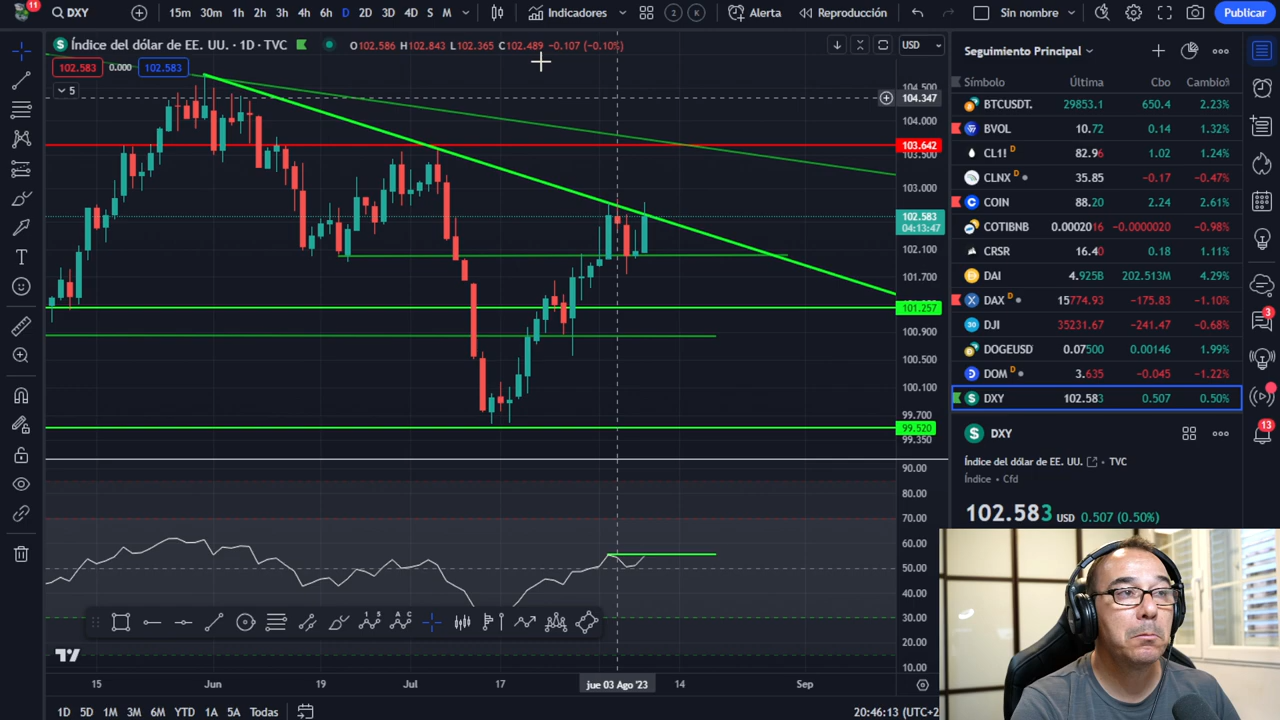 11
DXY
15m 30m 1h 2h 3h 4h 6h D 2D 3D 4D S M
Indicadores
2 K
Alerta
Reproducción
Sin nombre
Publicar
Índice del dólar de EE. UU. · 1D · TVC
O102.586 H102.843 L102.365 C102.489 -0.107 (-0.10%)
USD
102.583 0.000 102.583
5
104.500
104.347
104.000
103.642
103.500
103.000
102.583
04:13:47
102.100
101.700
101.257
100.900
100.500
100.100
99.700
99.520
99.350
90.00
80.00
70.00
60.00
50.00
40.00
30.00
20.00
10.00
15 Jun 19 Jul 17 jue 03 Ago '23 14 Sep
1D 5D 1M 3M 6M YTD 1A 5A Todas
20:46:13 (UTC+2
Seguimiento Principal
Símbolo Última Cbo Cambio%
BTCUSDT. 29853.1 650.4 2.23%
BVOL 10.72 0.14 1.32%
CL1! D 82.96 1.02 1.24%
CLNX D 35.85 -0.17 -0.47%
COIN 88.20 2.24 2.61%
COTIBNB 0.0002016 -0.0000020 -0.98%
CRSR 16.40 0.18 1.11%
DAI 4.925B 202.513M 4.29%
DAX D 15774.93 -175.83 -1.10%
DJI 35231.67 -241.47 -0.68%
DOGEUSD 0.07500 0.00146 1.99%
DOM D 3.635 -0.045 -1.22%
DXY 102.583 0.507 0.50%
DXY
Índice del dólar de EE. UU. · TVC
Índice · Cfd
102.583 USD 0.507 (0.50%)
3
13